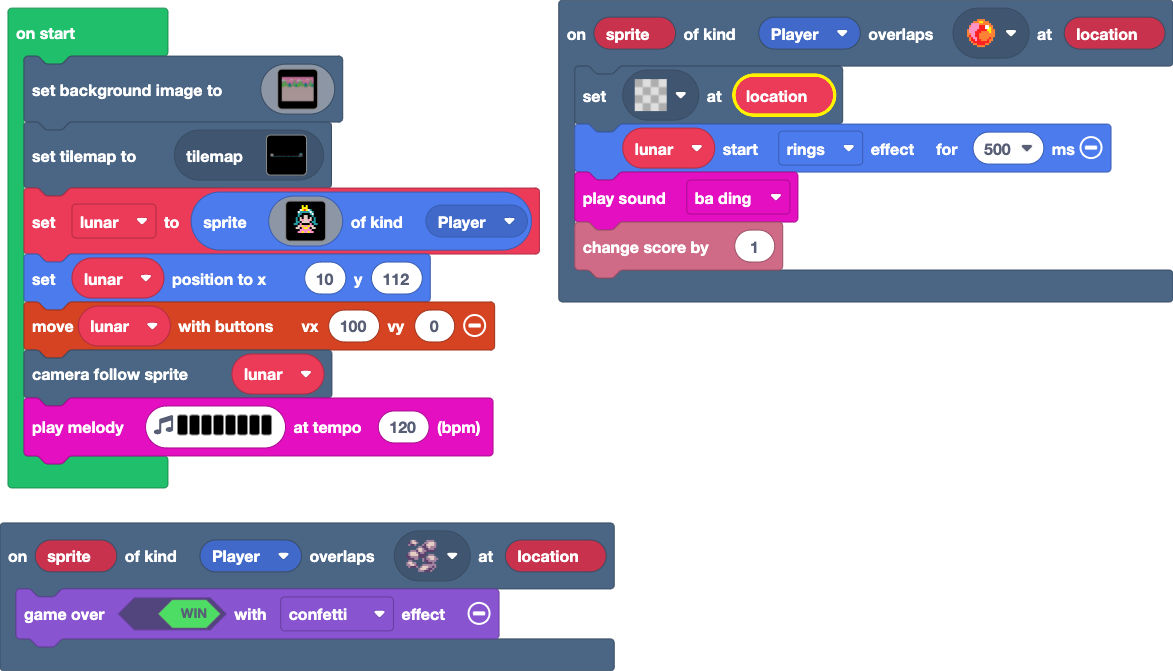 on start
set background image to
set tilemap to tilemap
set lunar to sprite of kind Player
set lunar position to x 10 y 112
move lunar with buttons vx 100 vy 0
camera follow sprite lunar
play melody at tempo 120 (bpm)
on sprite of kind Player overlaps at location
set at location
lunar start rings effect for 500 ms
play sound ba ding
change score by 1
on sprite of kind Player overlaps at location
game over WIN with confetti effect